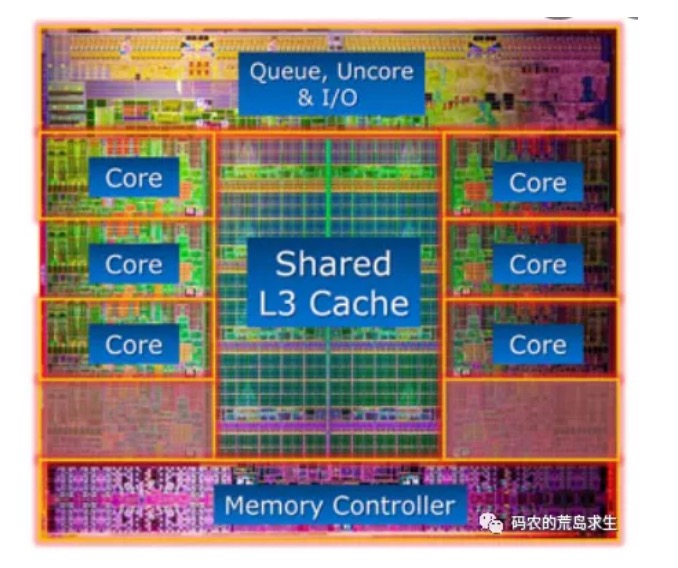 Queue, Uncore
& I/O
Core
Core
Shared
L3 Cache
Core
Core
Core
Core
Memory Controller
码农的荒岛求生